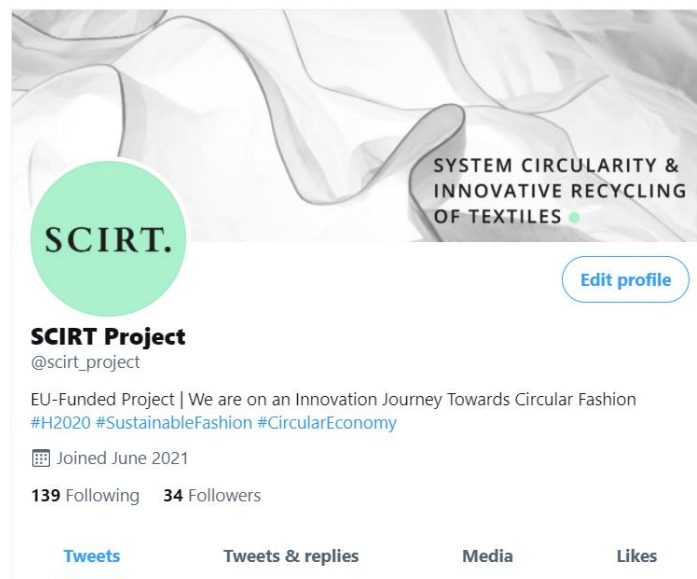 SYSTEM CIRCULARITY &
INNOVATIVE RECYCLING
OF TEXTILES
SCIRT.
Edit profile
SCIRT Project
@scirt_project
EU-Funded Project | We are on an Innovation Journey Towards Circular Fashion
#H2020 #SustainableFashion #CircularEconomy
Joined June 2021
139 Following 34 Followers
Tweets Tweets & replies Media Likes